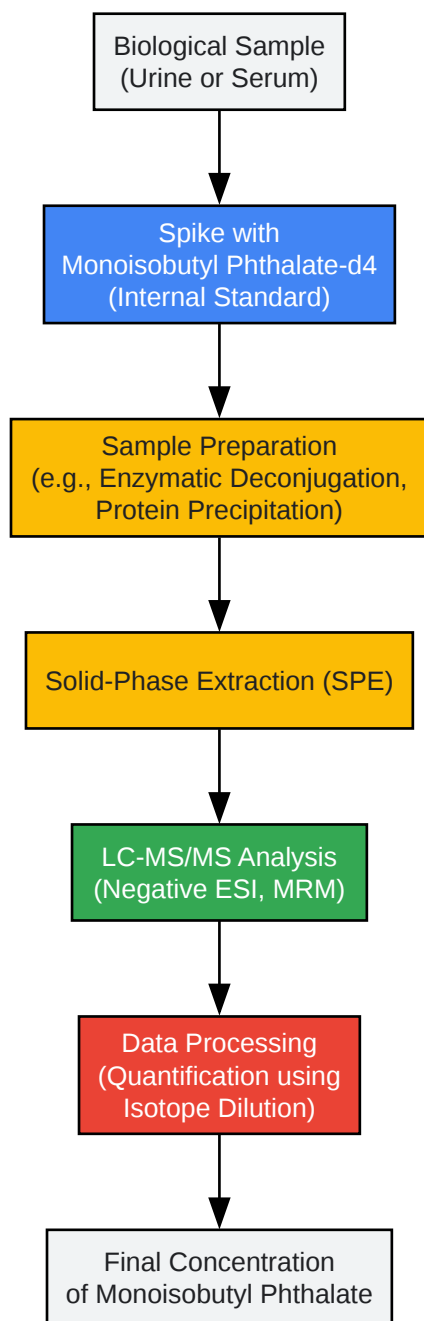 Biological Sample
(Urine or Serum)
Spike with
Monoisobutyl Phthalate-d4
(Internal Standard)
Sample Preparation
(e.g., Enzymatic Deconjugation,
Protein Precipitation)
Solid-Phase Extraction (SPE)
LC-MS/MS Analysis
(Negative ESI, MRM)
Data Processing
(Quantification using
Isotope Dilution)
Final Concentration
of Monoisobutyl Phthalate